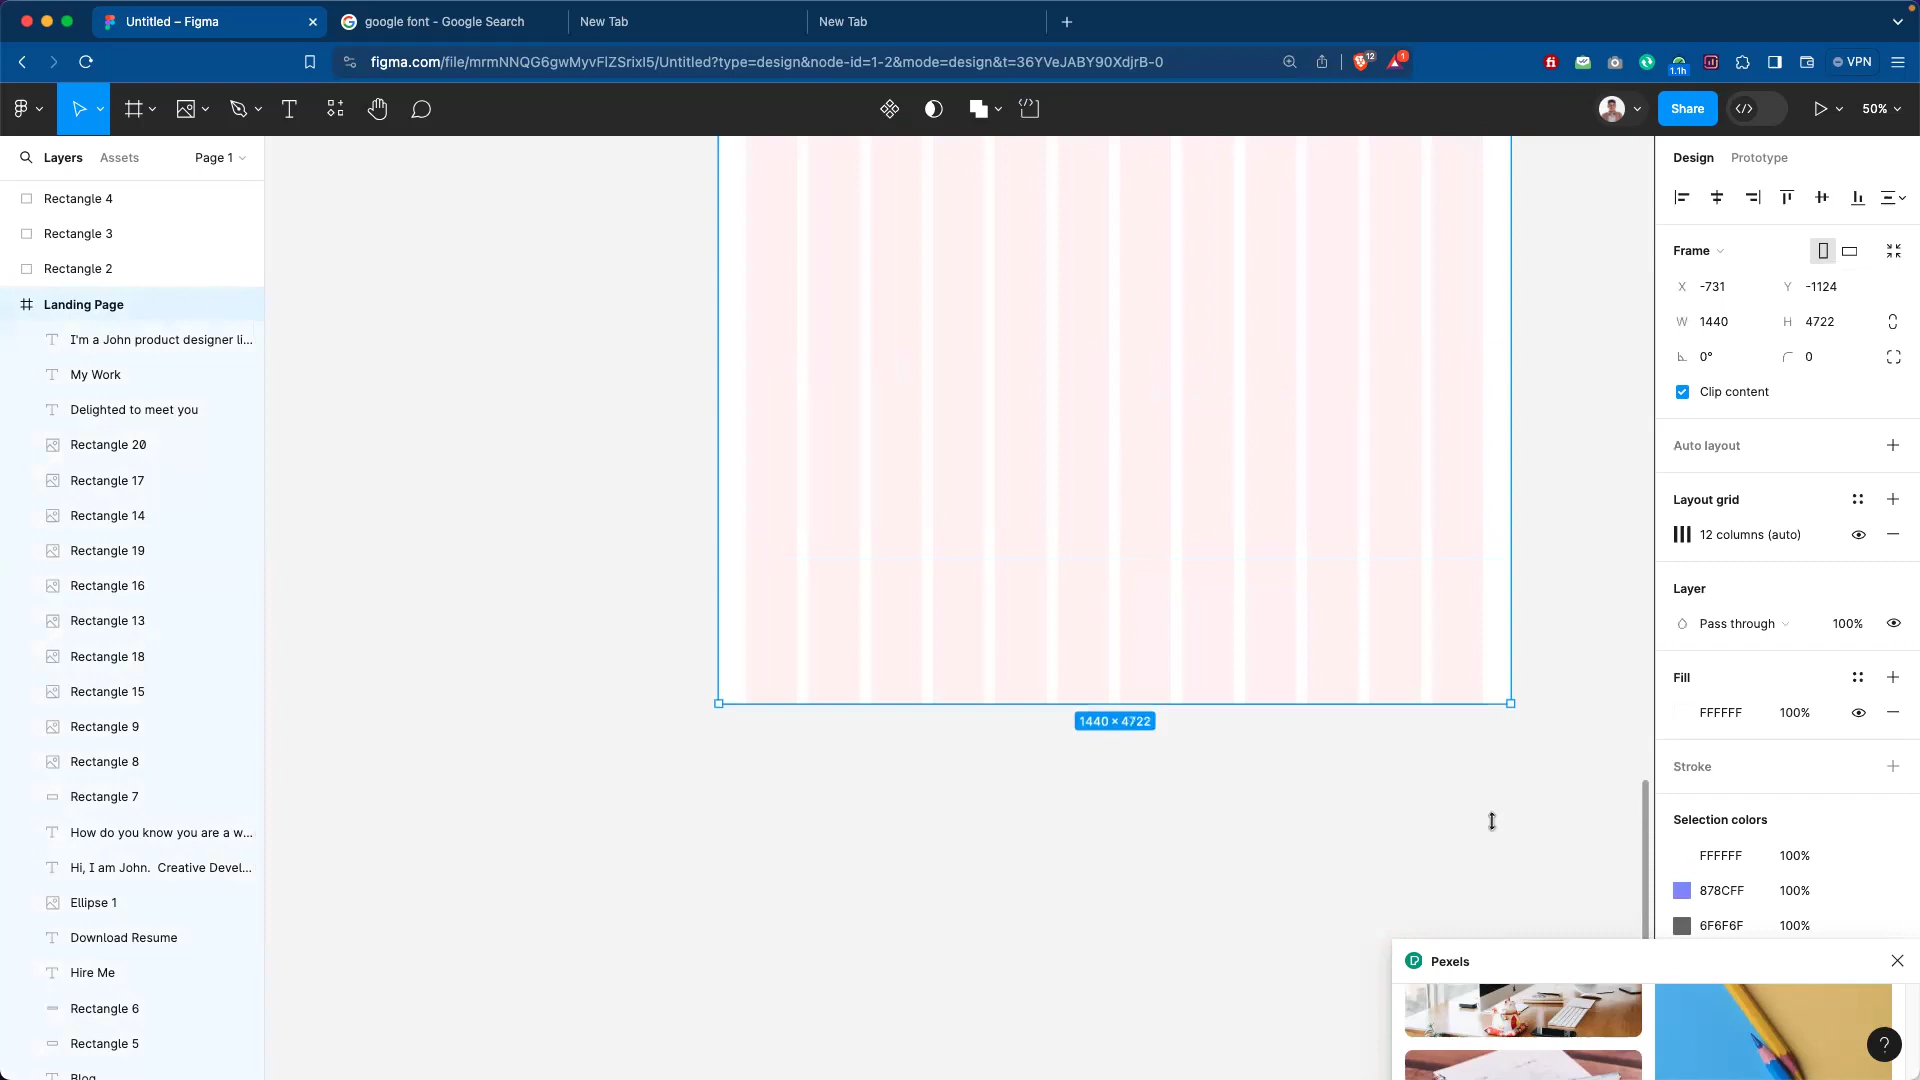 Untitled – Figma
google font - Google Search
New Tab
New Tab
figma.com/file/mrmNNQG6gwMyvFlZSrixI5/Untitled?type=design&node-id=1-2&mode=design&t=36YVeJABY90XdjrB-0
12
1
1.1h
VPN
Share
50%
Layers
Assets
Page 1
Rectangle 4
Rectangle 3
Rectangle 2
Landing Page
I'm a John product designer li...
My Work
Delighted to meet you
Rectangle 20
Rectangle 17
Rectangle 14
Rectangle 19
Rectangle 16
Rectangle 13
Rectangle 18
Rectangle 15
Rectangle 9
Rectangle 8
Rectangle 7
How do you know you are a w...
Hi, I am John. Creative Devel...
Ellipse 1
Download Resume
Hire Me
Rectangle 6
Rectangle 5
Blog
1440 × 4722
Design
Prototype
Frame
X -731
Y -1124
W 1440
H 4722
0°
0
Clip content
Auto layout
Layout grid
12 columns (auto)
Layer
Pass through
100%
Fill
FFFFFF 100%
Stroke
Selection colors
FFFFFF 100%
878CFF 100%
6F6F6F 100%
Pexels
?